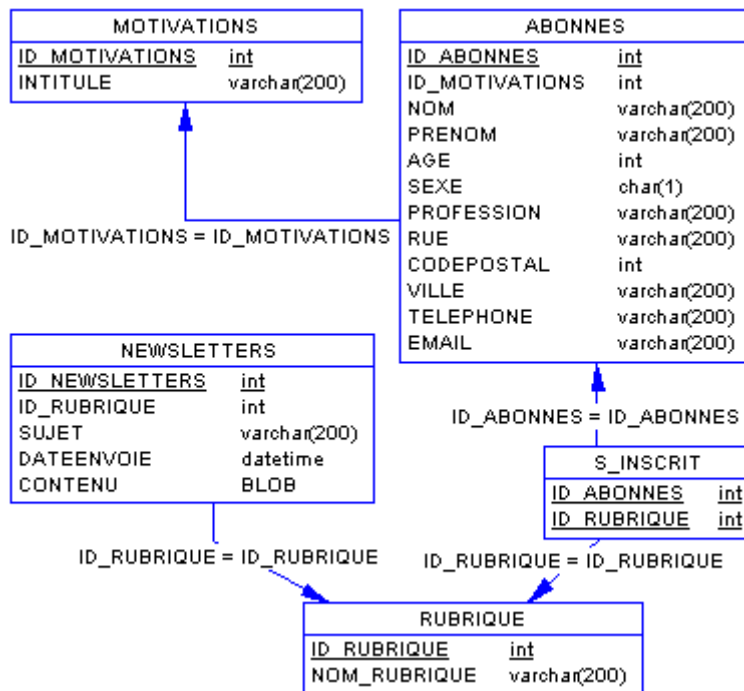 MOTIVATIONS
ID_MOTIVATIONS int
INTITULE varchar(200)
ABONNES
ID_ABONNES int
ID_MOTIVATIONS int
NOM varchar(200)
PRENOM varchar(200)
AGE int
SEXE char(1)
PROFESSION varchar(200)
RUE varchar(200)
CODEPOSTAL int
VILLE varchar(200)
TELEPHONE varchar(200)
EMAIL varchar(200)
ID_MOTIVATIONS = ID_MOTIVATIONS
NEWSLETTERS
ID_NEWSLETTERS int
ID_RUBRIQUE int
SUJET varchar(200)
DATEENVOIE datetime
CONTENU BLOB
ID_ABONNES = ID_ABONNES
S_INSCRIT
ID_ABONNES int
ID_RUBRIQUE int
ID_RUBRIQUE = ID_RUBRIQUE
ID_RUBRIQUE = ID_RUBRIQUE
RUBRIQUE
ID_RUBRIQUE int
NOM_RUBRIQUE varchar(200)